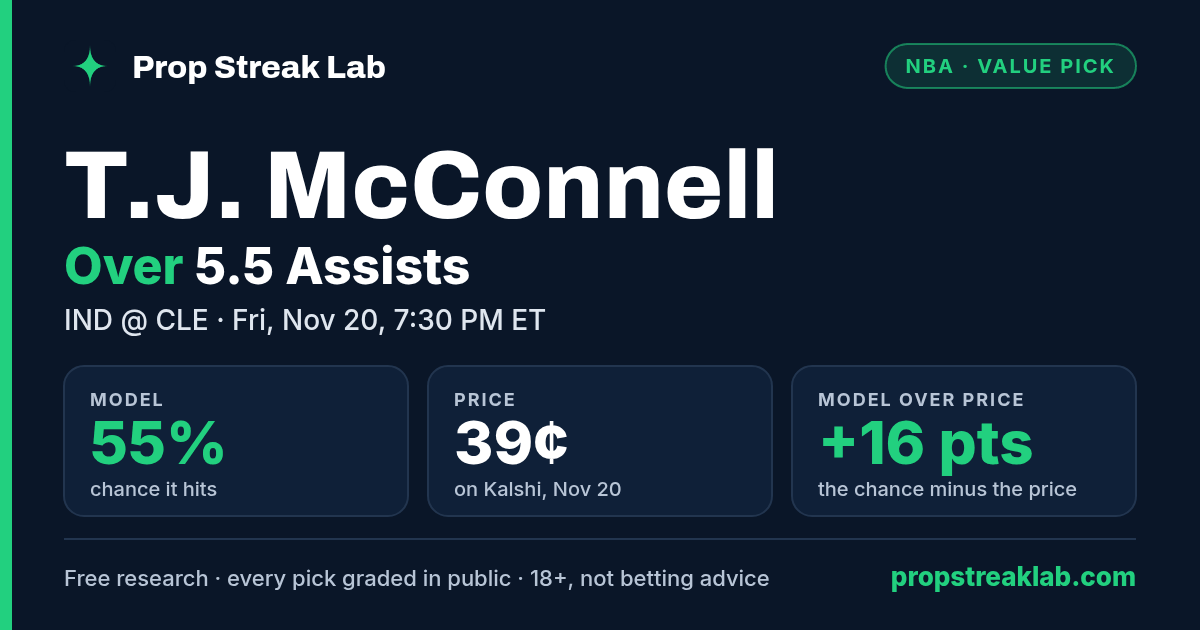 Prop Streak Lab
NBA · VALUE PICK
T.J. McConnell
Over 5.5 Assists
IND @ CLE · Fri, Nov 20, 7:30 PM ET
MODEL
55%
chance it hits
PRICE
39¢
on Kalshi, Nov 20
MODEL OVER PRICE
+16 pts
the chance minus the price
Free research · every pick graded in public · 18+, not betting advice
propstreaklab.com